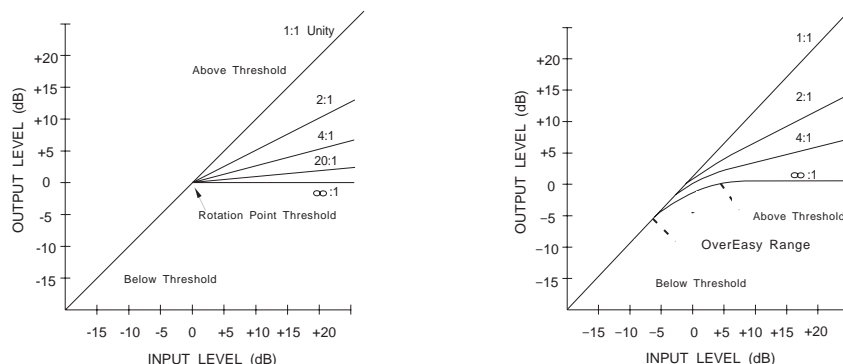 1:1 Unity
+20
Above Threshold
+15
2:1
+10
4:1
+5
20:1
0
∞:1
Rotation Point Threshold
-5
-10
Below Threshold
-15
OUTPUT LEVEL (dB)
-15 -10 -5 0 +5 +10 +15 +20
INPUT LEVEL (dB)
1:1
+20
+15
2:1
+10
4:1
+5
∞:1
0
Above Threshold
−5
OverEasy Range
−10
Below Threshold
−15
OUTPUT LEVEL (dB)
−15 −10 −5 0 +5 +10 +15 +20
INPUT LEVEL (dB)